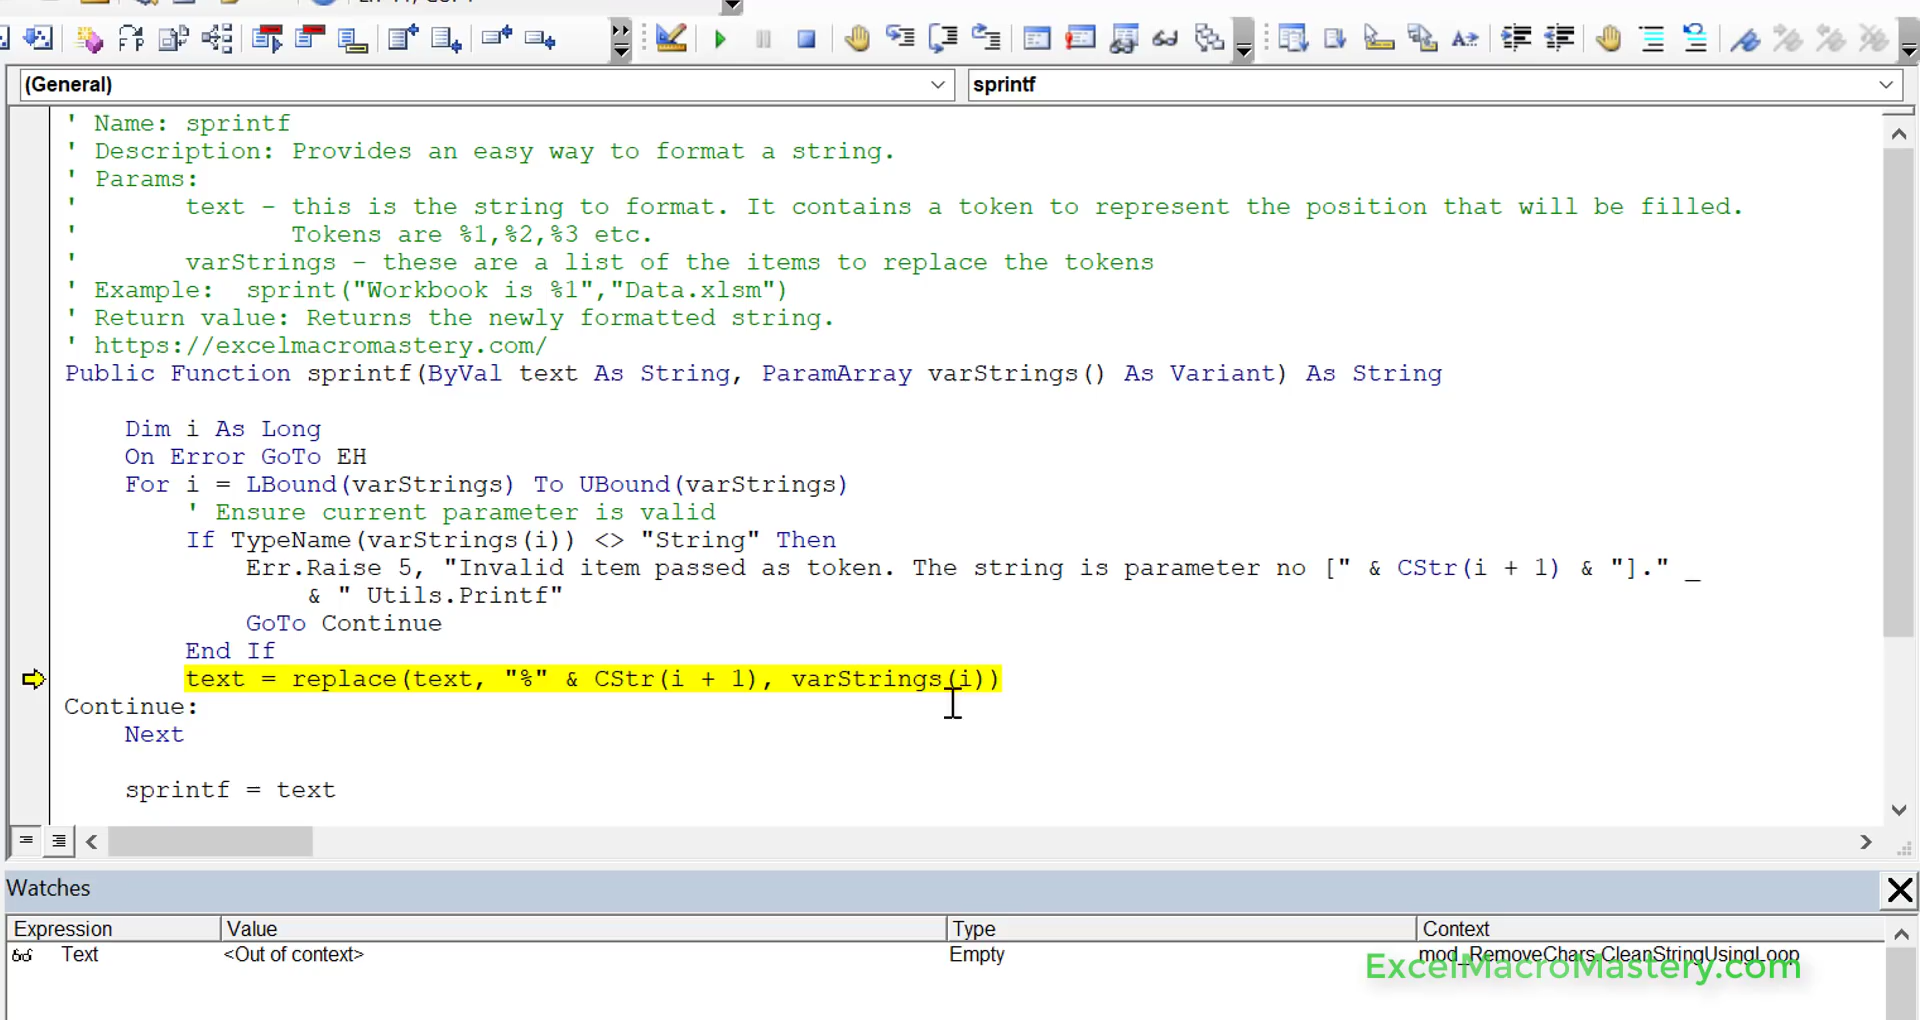 (General)
sprintf
' Name: sprintf
' Description: Provides an easy way to format a string.
' Params:
'       text - this is the string to format. It contains a token to represent the position that will be filled.
'              Tokens are %1,%2,%3 etc.
'       varStrings - these are a list of the items to replace the tokens
' Example:  sprint("Workbook is %1","Data.xlsm")
' Return value: Returns the newly formatted string.
' https://excelmacromastery.com/
Public Function sprintf(ByVal text As String, ParamArray varStrings() As Variant) As String
Dim i As Long
On Error GoTo EH
For i = LBound(varStrings) To UBound(varStrings)
' Ensure current parameter is valid
If TypeName(varStrings(i)) <> "String" Then
Err.Raise 5, "Invalid item passed as token. The string is parameter no [" & CStr(i + 1) & "]." _
& " Utils.Printf"
GoTo Continue
End If
text = replace(text, "%" & CStr(i + 1), varStrings(i))
Continue:
Next
sprintf = text
Watches
Expression Value Type Context
Text <Out of context> Empty mod_RemoveChars.CleanStringUsingLoop
ExcelMacroMastery.com